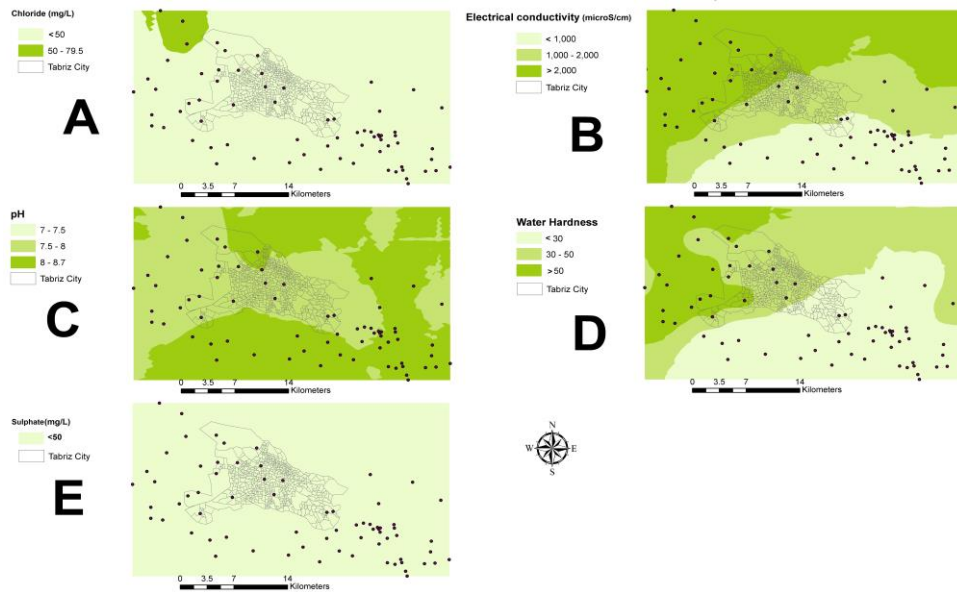 Chloride (mg/L)
< 50
50 - 79.5
Tabriz City
A
0 3.5 7 14
Kilometers
Electrical conductivity (microS/cm)
< 1,000
1,000 - 2,000
> 2,000
Tabriz City
B
0 3.5 7 14
Kilometers
pH
7 - 7.5
7.5 - 8
8 - 8.7
Tabriz City
C
0 3.5 7 14
Kilometers
Water Hardness
< 30
30 - 50
> 50
Tabriz City
D
0 3.5 7 14
Kilometers
Sulphate(mg/L)
<50
Tabriz City
E
0 3.5 7 14
Kilometers
N
W E
S